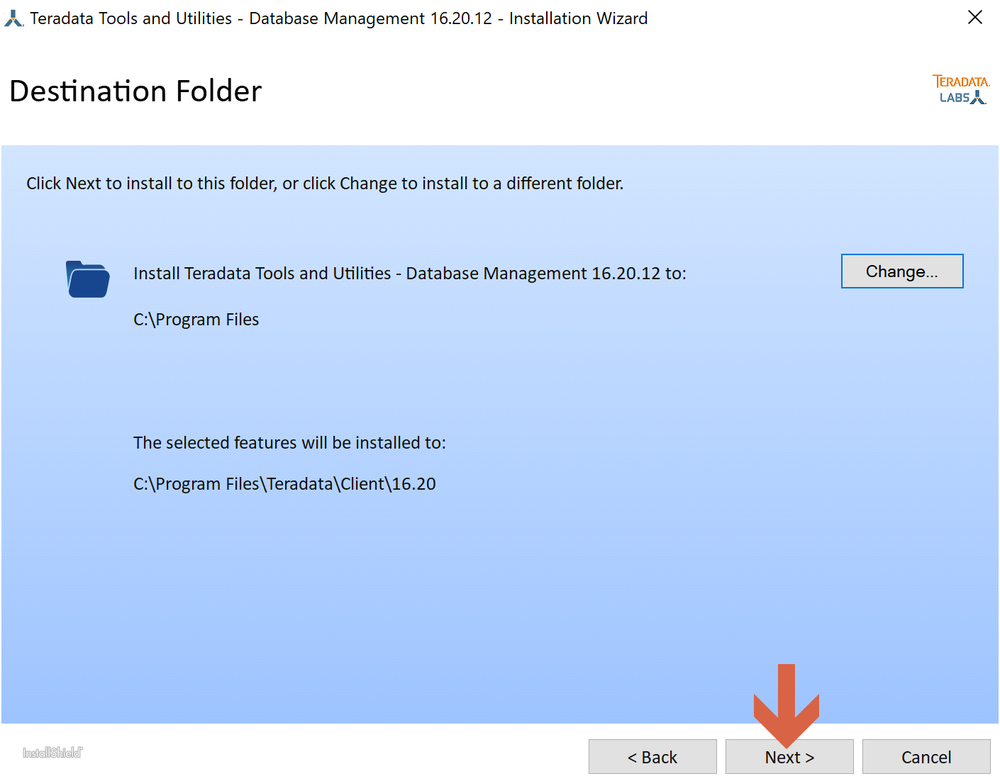 Teradata Tools and Utilities - Database Management 16.20.12 - Installation Wizard
Destination Folder
TERADATA.
LABS
Click Next to install to this folder, or click Change to install to a different folder.
Install Teradata Tools and Utilities - Database Management 16.20.12 to:
Change...
C:\Program Files
The selected features will be installed to:
C:\Program Files\Teradata\Client\16.20
InstallShield
< Back
Next >
Cancel